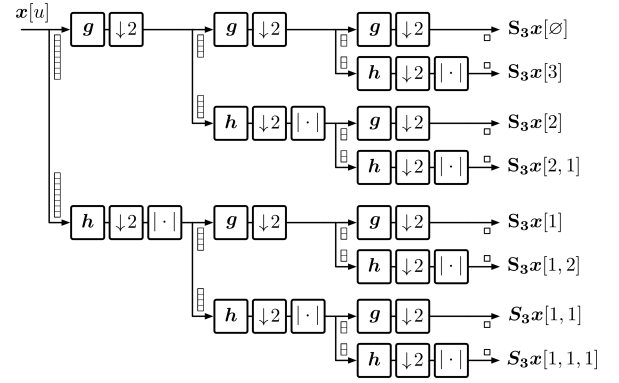 x[u]
g ↓2 g ↓2 g ↓2 S₃x[∅]
h ↓2 |·| S₃x[3]
h ↓2 |·| g ↓2 S₃x[2]
h ↓2 |·| S₃x[2,1]
h ↓2 |·| g ↓2 g ↓2 S₃x[1]
h ↓2 |·| S₃x[1,2]
h ↓2 |·| g ↓2 S₃x[1,1]
h ↓2 |·| S₃x[1,1,1]